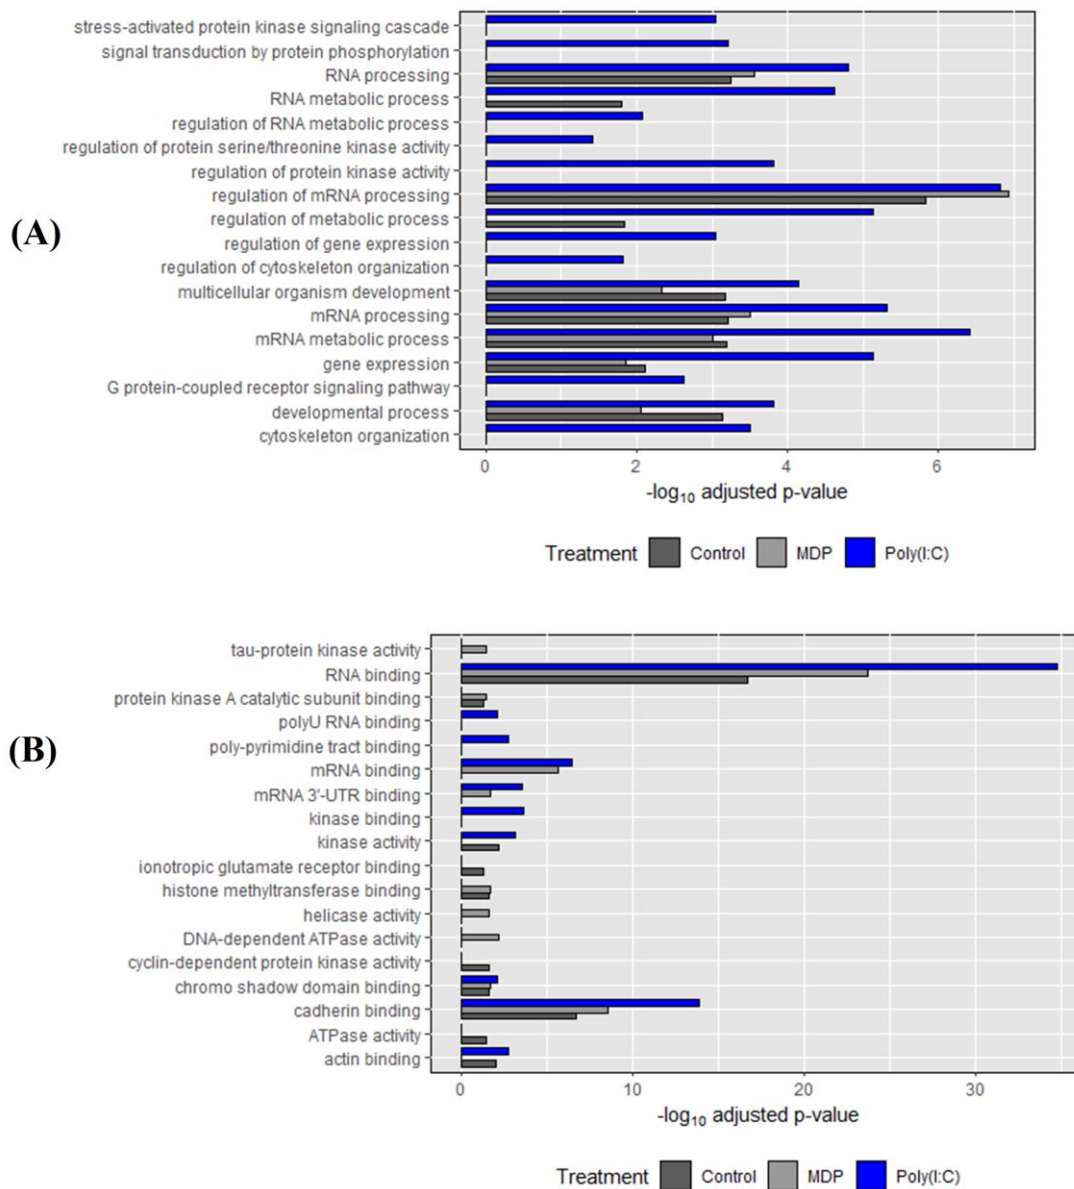 (A)
stress-activated protein kinase signaling cascade
signal transduction by protein phosphorylation
RNA processing
RNA metabolic process
regulation of RNA metabolic process
regulation of protein serine/threonine kinase activity
regulation of protein kinase activity
regulation of mRNA processing
regulation of metabolic process
regulation of gene expression
regulation of cytoskeleton organization
multicellular organism development
mRNA processing
mRNA metabolic process
gene expression
G protein-coupled receptor signaling pathway
developmental process
cytoskeleton organization
0 2 4 6
-log10 adjusted p-value
Treatment Control MDP Poly(I:C)
(B)
tau-protein kinase activity
RNA binding
protein kinase A catalytic subunit binding
polyU RNA binding
poly-pyrimidine tract binding
mRNA binding
mRNA 3'-UTR binding
kinase binding
kinase activity
ionotropic glutamate receptor binding
histone methyltransferase binding
helicase activity
DNA-dependent ATPase activity
cyclin-dependent protein kinase activity
chromo shadow domain binding
cadherin binding
ATPase activity
actin binding
0 10 20 30
-log10 adjusted p-value
Treatment Control MDP Poly(I:C)